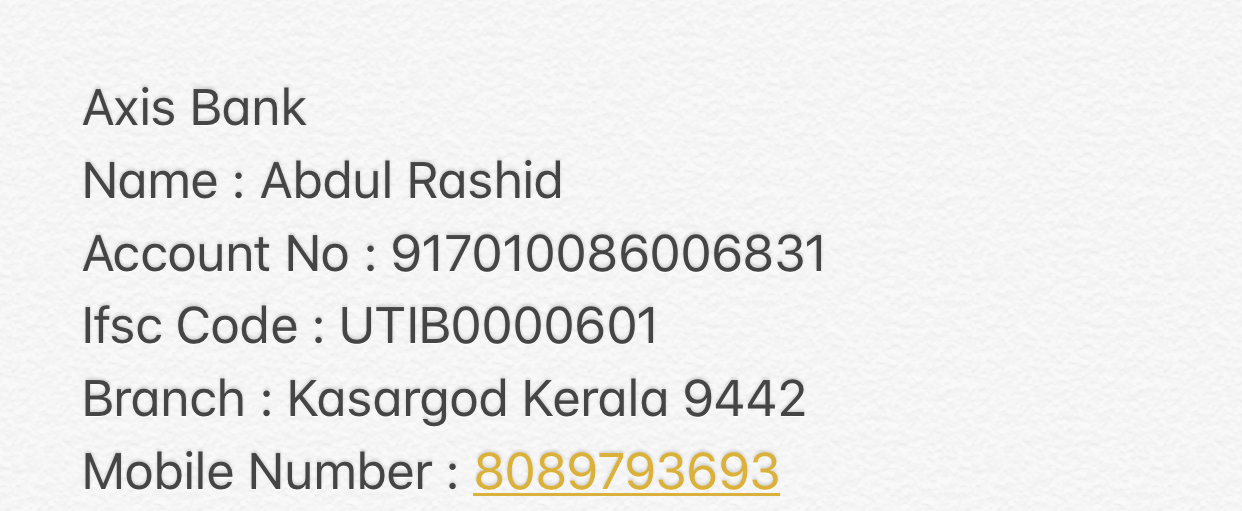 Axis Bank
Name : Abdul Rashid
Account No : 917010086006831
Ifsc Code : UTIB0000601
Branch : Kasargod Kerala 9442
Mobile Number : 8089793693